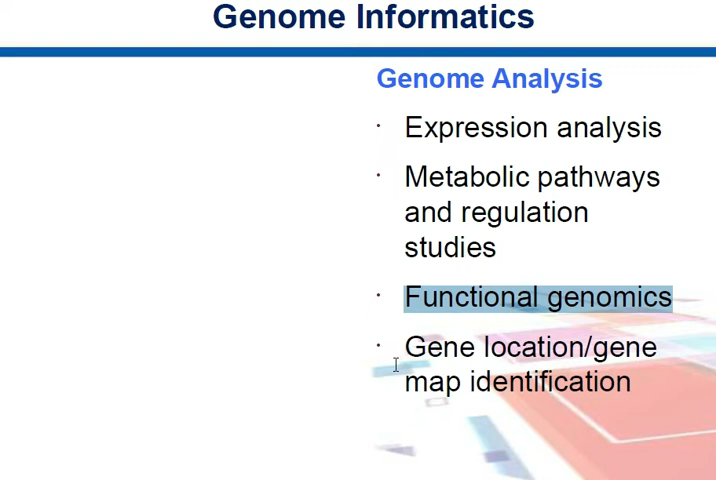 Genome Informatics
Genome Analysis
· Expression analysis
· Metabolic pathways
and regulation
studies
· Functional genomics
· Gene location/gene
map identification